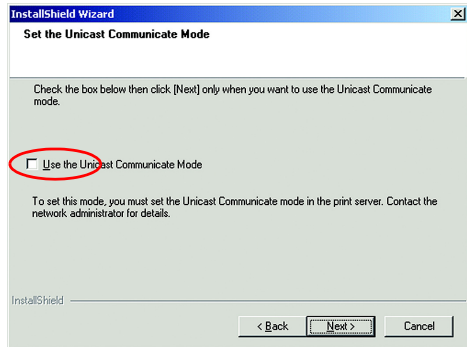 InstallShield Wizard
Set the Unicast Communicate Mode
Check the box below then click [Next] only when you want to use the Unicast Communicate
mode.
Use the Unicast Communicate Mode
To set this mode, you must set the Unicast Communicate mode in the print server. Contact the
network administrator for details.
InstallShield
< Back Next > Cancel